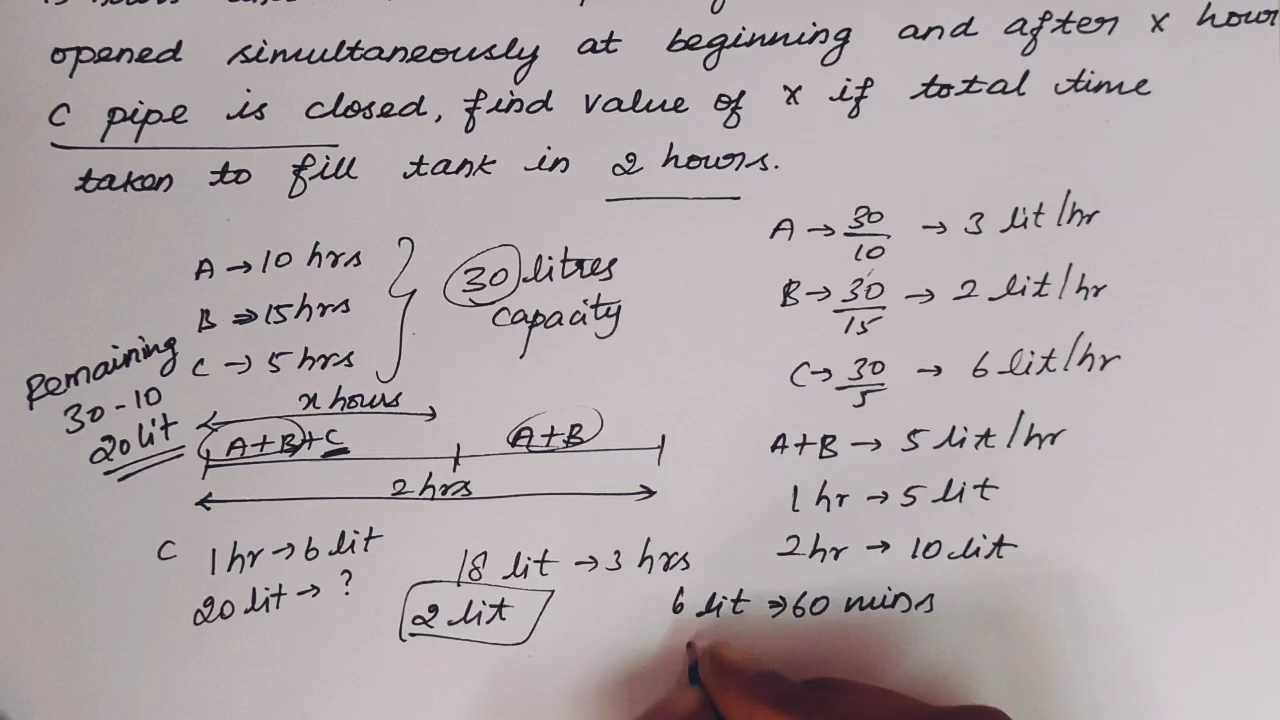 opened simultaneously at beginning and after x hour
C pipe is closed, find value of x if total time
taken to fill tank in 2 hours.
A → 10 hrs
B → 15 hrs
C → 5 hrs
30 litres
capacity
Remaining
30 - 10
20 lit
x hours
A+B+C
A+B
2 hrs
C 1 hr → 6 lit
20 lit → ?
18 lit → 3 hrs
2 lit
A → 30/10 → 3 lit/hr
B → 30/15 → 2 lit/hr
C → 30/5 → 6 lit/hr
A+B → 5 lit/hr
1 hr → 5 lit
2hr → 10 lit
6 lit → 60 mins